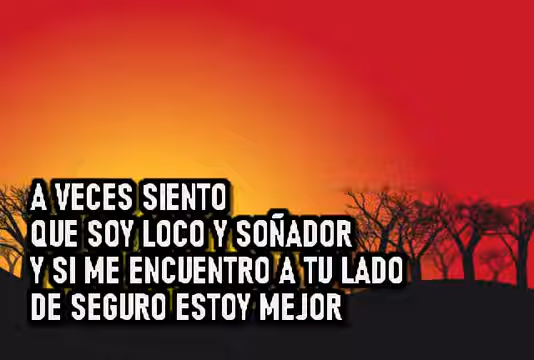 A VECES SIENTO
QUE SOY LOCO Y SOÑADOR
Y SI ME ENCUENTRO A TU LADO
DE SEGURO ESTOY MEJOR